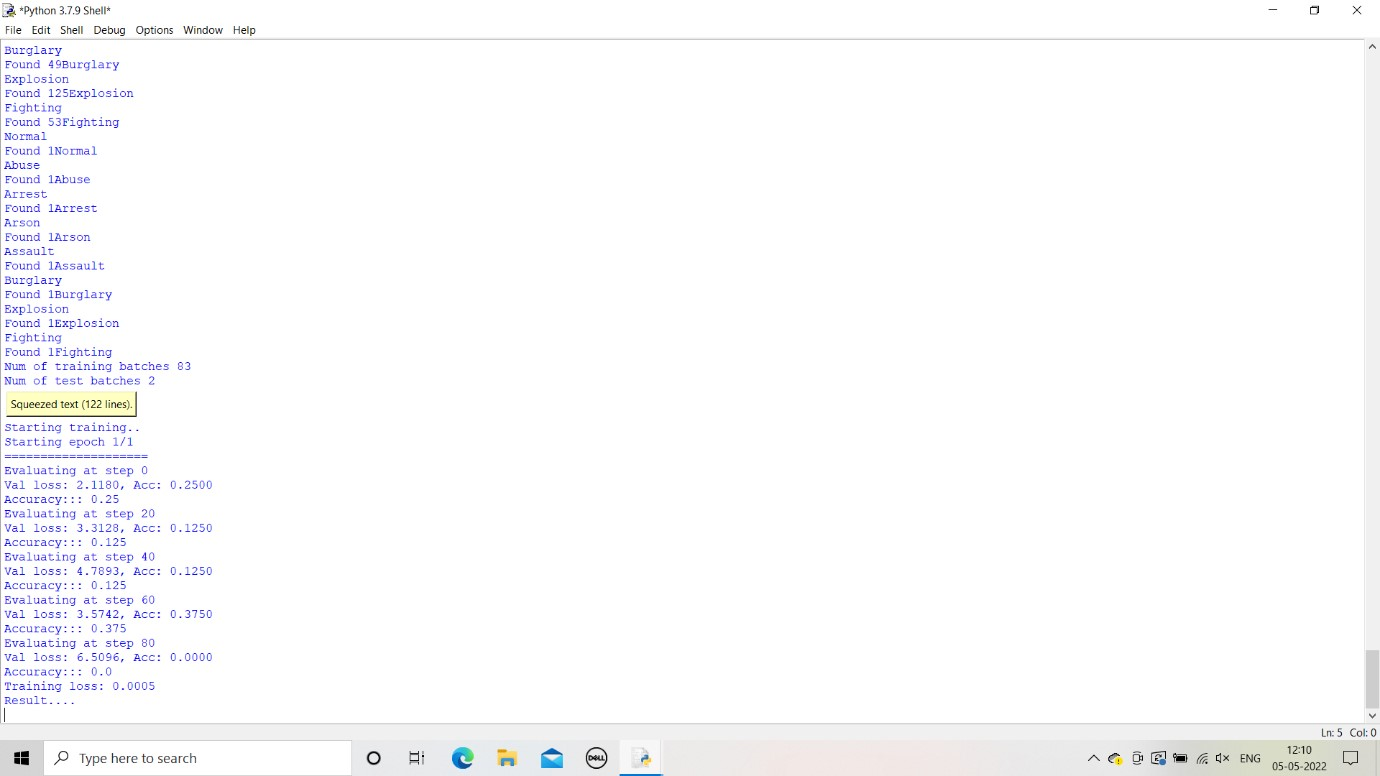 *Python 3.7.9 Shell*
File Edit Shell Debug Options Window Help
Burglary
Found 49Burglary
Explosion
Found 125Explosion
Fighting
Found 53Fighting
Normal
Found 1Normal
Abuse
Found 1Abuse
Arrest
Found 1Arrest
Arson
Found 1Arson
Assault
Found 1Assault
Burglary
Found 1Burglary
Explosion
Found 1Explosion
Fighting
Found 1Fighting
Num of training batches 83
Num of test batches 2
Squeezed text (122 lines).
Starting training..
Starting epoch 1/1
====================
Evaluating at step 0
Val loss: 2.1180, Acc: 0.2500
Accuracy::: 0.25
Evaluating at step 20
Val loss: 3.3128, Acc: 0.1250
Accuracy::: 0.125
Evaluating at step 40
Val loss: 4.7893, Acc: 0.1250
Accuracy::: 0.125
Evaluating at step 60
Val loss: 3.5742, Acc: 0.3750
Accuracy::: 0.375
Evaluating at step 80
Val loss: 6.5096, Acc: 0.0000
Accuracy::: 0.0
Training loss: 0.0005
Result....
Ln: 5 Col: 0
Type here to search
DELL
ENG
12:10
05-05-2022